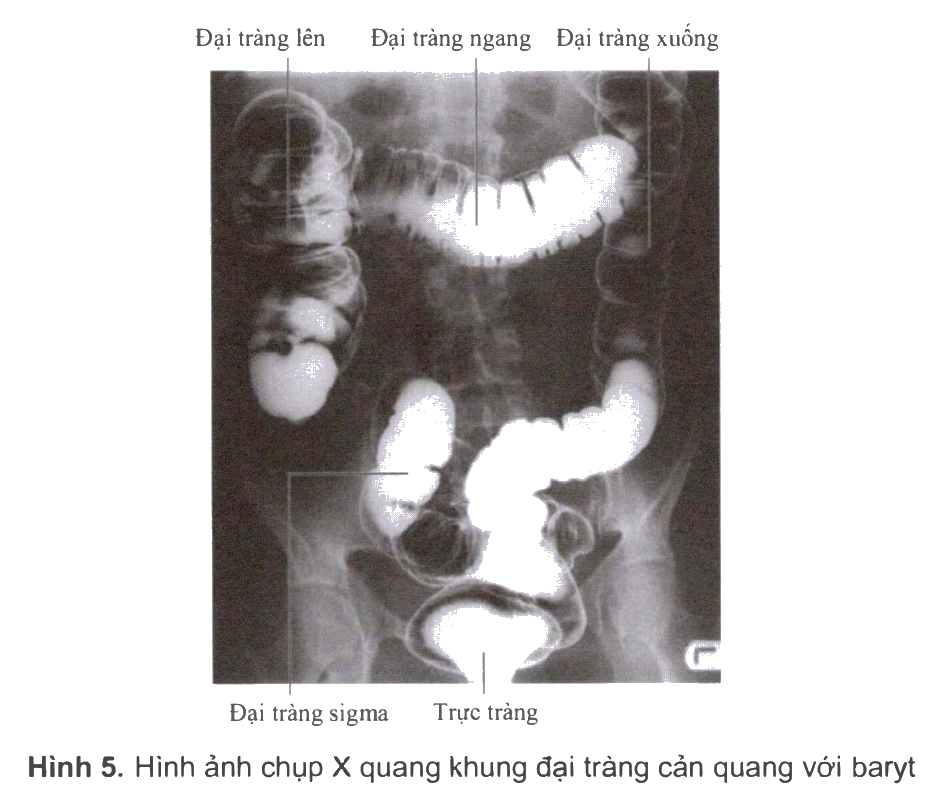 Đại tràng lên Đại tràng ngang Đại tràng xuống
Đại tràng sigma Trực tràng
Hình 5. Hình ảnh chụp X quang khung đại tràng cản quang với baryt